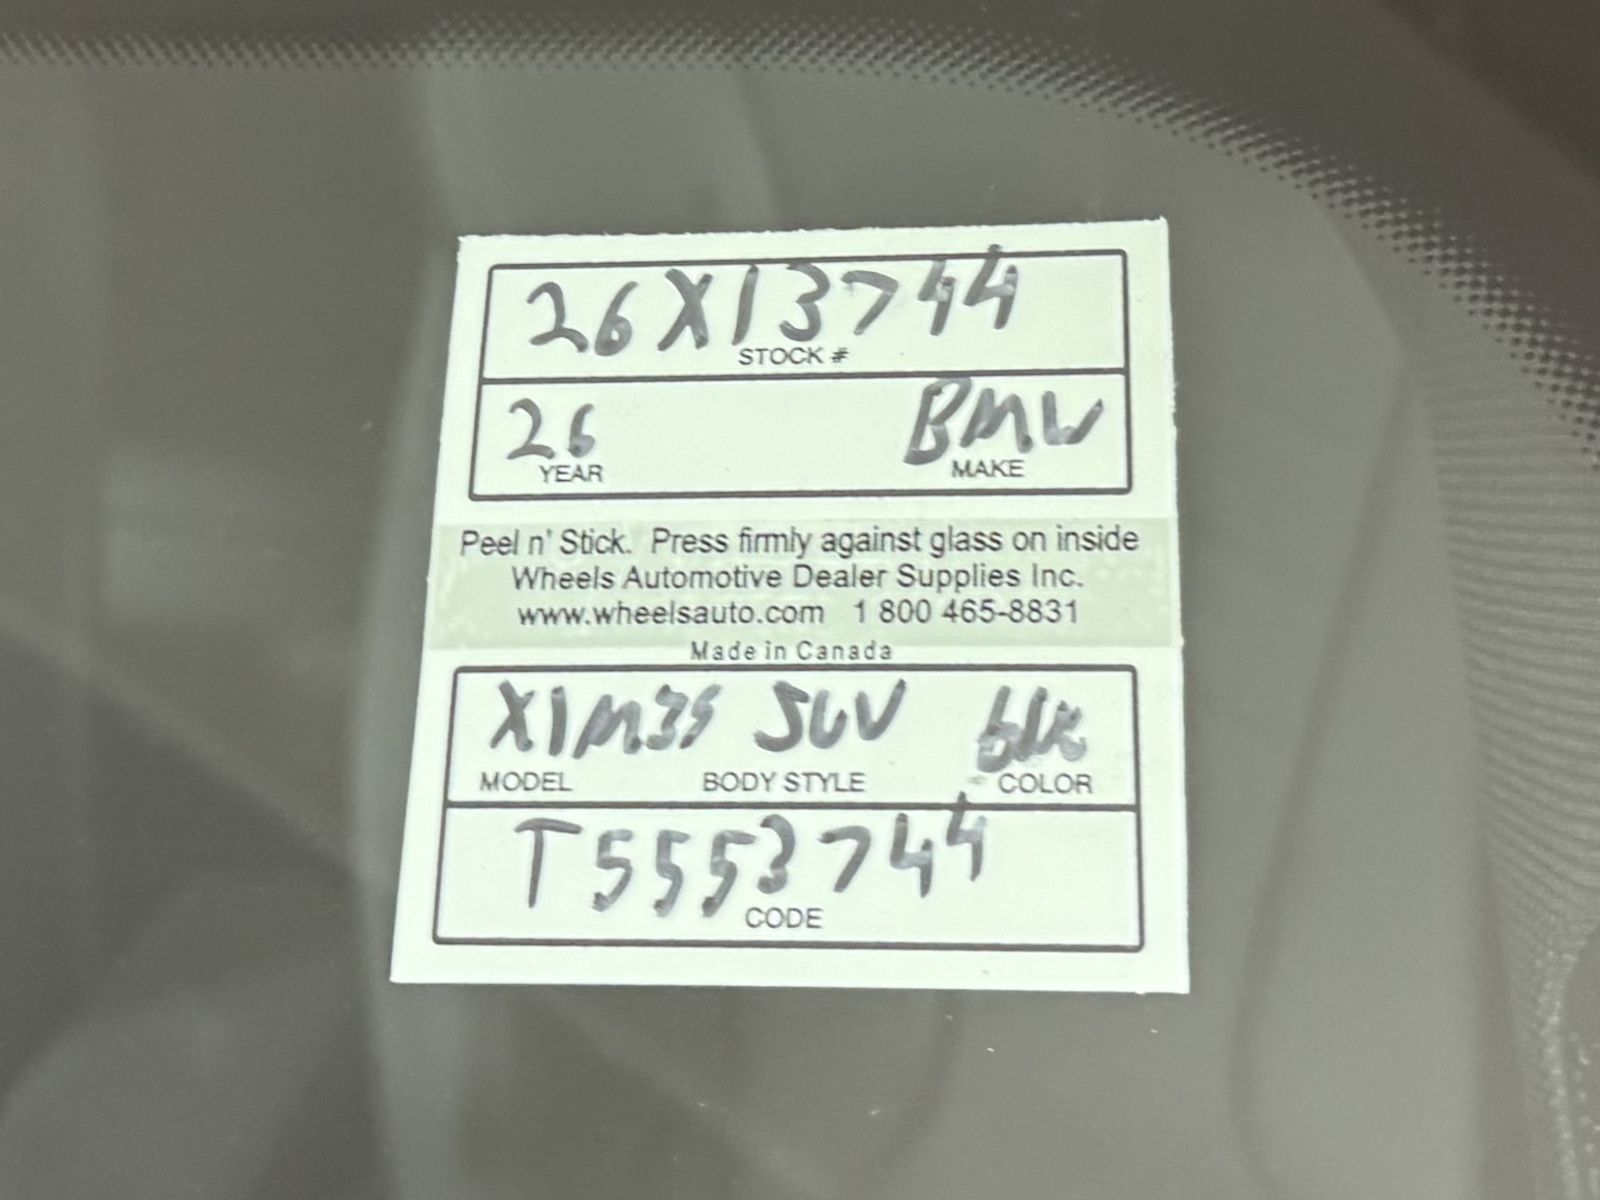 26X13744
STOCK #
26 BMW
YEAR MAKE
Peel n' Stick. Press firmly against glass on inside
Wheels Automotive Dealer Supplies Inc.
www.wheelsauto.com 1 800 465-8831
Made in Canada
X1M35 SUV blk
MODEL BODY STYLE COLOR
T5553744
CODE